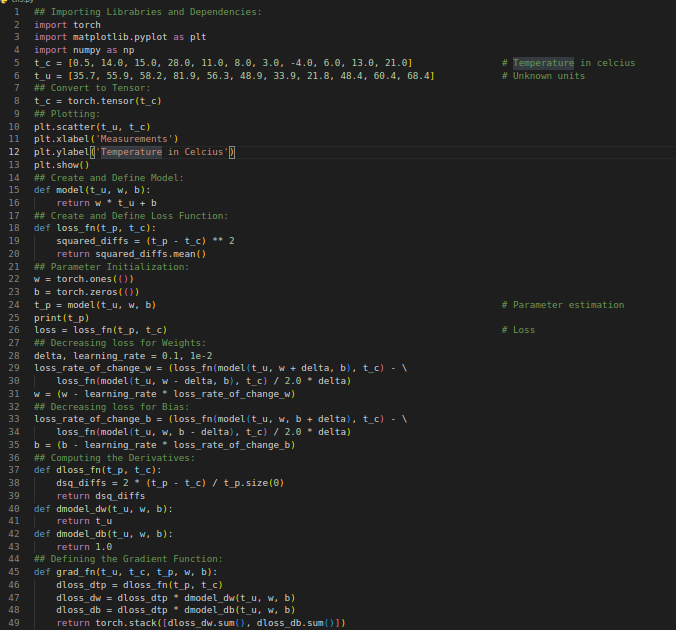 1 ## Importing Librabries and Dependencies:
2 import torch
3 import matplotlib.pyplot as plt
4 import numpy as np
5 t_c = [0.5, 14.0, 15.0, 28.0, 11.0, 8.0, 3.0, -4.0, 6.0, 13.0, 21.0] # Temperature in celcius
6 t_u = [35.7, 55.9, 58.2, 81.9, 56.3, 48.9, 33.9, 21.8, 48.4, 60.4, 68.4] # Unknown units
7 ## Convert to Tensor:
8 t_c = torch.tensor(t_c)
9 ## Plotting:
10 plt.scatter(t_u, t_c)
11 plt.xlabel('Measurements')
12 plt.ylabel('Temperature in Celcius')
13 plt.show()
14 ## Create and Define Model:
15 def model(t_u, w, b):
16 return w * t_u + b
17 ## Create and Define Loss Function:
18 def loss_fn(t_p, t_c):
19 squared_diffs = (t_p - t_c) ** 2
20 return squared_diffs.mean()
21 ## Parameter Initialization:
22 w = torch.ones(())
23 b = torch.zeros(())
24 t_p = model(t_u, w, b) # Parameter estimation
25 print(t_p)
26 loss = loss_fn(t_p, t_c) # Loss
27 ## Decreasing loss for Weights:
28 delta, learning_rate = 0.1, 1e-2
29 loss_rate_of_change_w = (loss_fn(model(t_u, w + delta, b), t_c) - \
30 loss_fn(model(t_u, w - delta, b), t_c) / 2.0 * delta)
31 w = (w - learning_rate * loss_rate_of_change_w)
32 ## Decreasing loss for Bias:
33 loss_rate_of_change_b = (loss_fn(model(t_u, w, b + delta), t_c) - \
34 loss_fn(model(t_u, w, b - delta), t_c) / 2.0 * delta)
35 b = (b - learning_rate * loss_rate_of_change_b)
36 ## Computing the Derivatives:
37 def dloss_fn(t_p, t_c):
38 dsq_diffs = 2 * (t_p - t_c) / t_p.size(0)
39 return dsq_diffs
40 def dmodel_dw(t_u, w, b):
41 return t_u
42 def dmodel_db(t_u, w, b):
43 return 1.0
44 ## Defining the Gradient Function:
45 def grad_fn(t_u, t_c, t_p, w, b):
46 dloss_dtp = dloss_fn(t_p, t_c)
47 dloss_dw = dloss_dtp * dmodel_dw(t_u, w, b)
48 dloss_db = dloss_dtp * dmodel_db(t_u, w, b)
49 return torch.stack([dloss_dw.sum(), dloss_db.sum()])